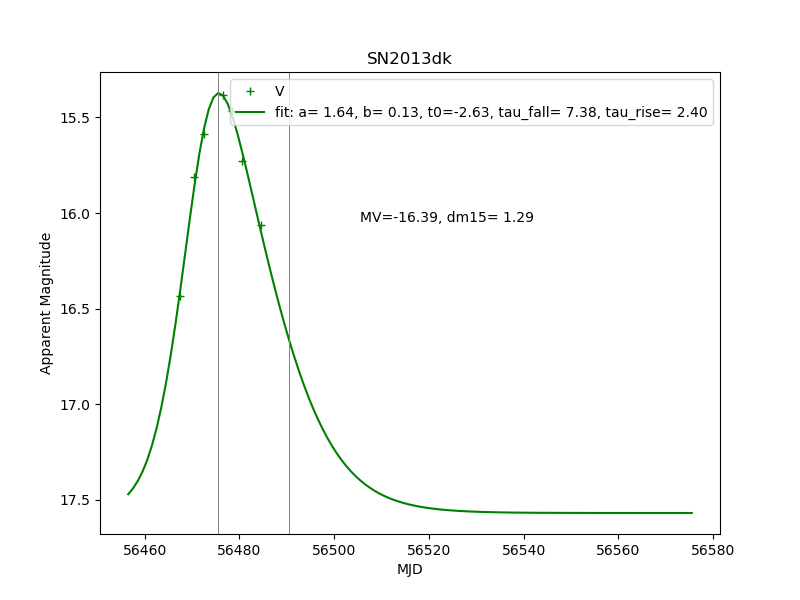 SN2013dk
V
fit: a= 1.64, b= 0.13, t0=-2.63, tau_fall= 7.38, tau_rise= 2.40
MV=-16.39, dm15= 1.29
Apparent Magnitude
15.5
16.0
16.5
17.0
17.5
56460 56480 56500 56520 56540 56560 56580
MJD